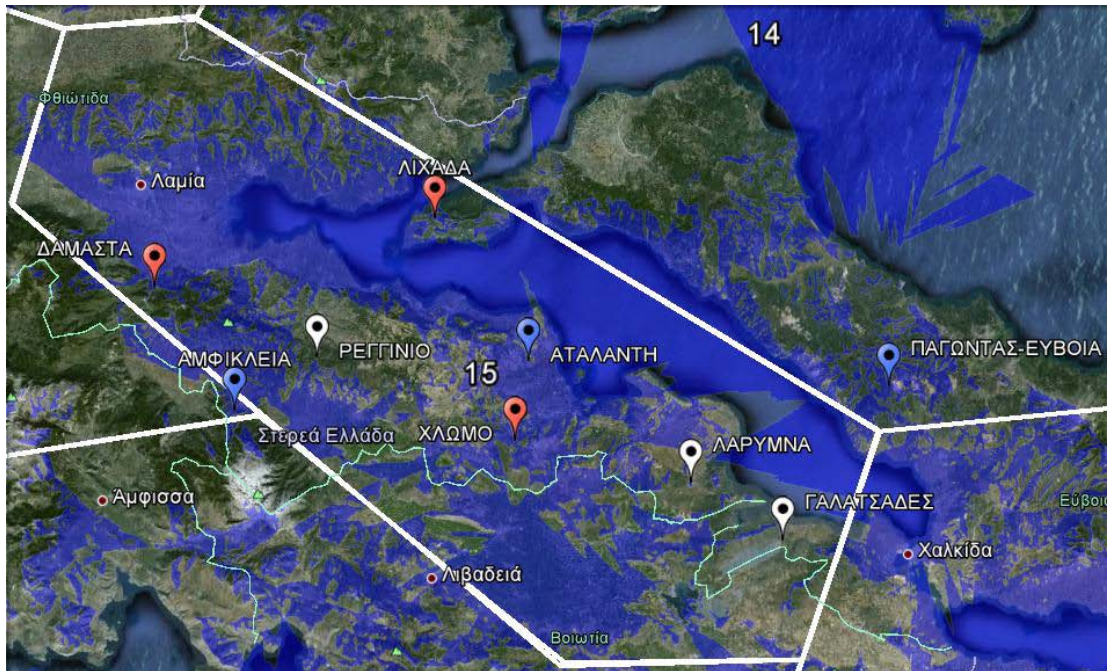 14
Φθιώτιδα
Λαμία
ΛΙΧΑΔΑ
ΔΑΜΑΣΤΑ
ΡΕΓΓΙΝΙΟ
ΑΤΑΛΑΝΤΗ
ΠΑΓΩΝΤΑΣ-ΕΥΒΟΙΑ
ΑΜΦΙΚΛΕΙΑ
15
Στερεά Ελλάδα
ΧΛΩΜΟ
ΛΑΡΥΜΝΑ
Άμφισσα
ΓΑΛΑΤΣΑΔΕΣ
Εύβοια
Χαλκίδα
Λιβαδειά
Βοιωτία